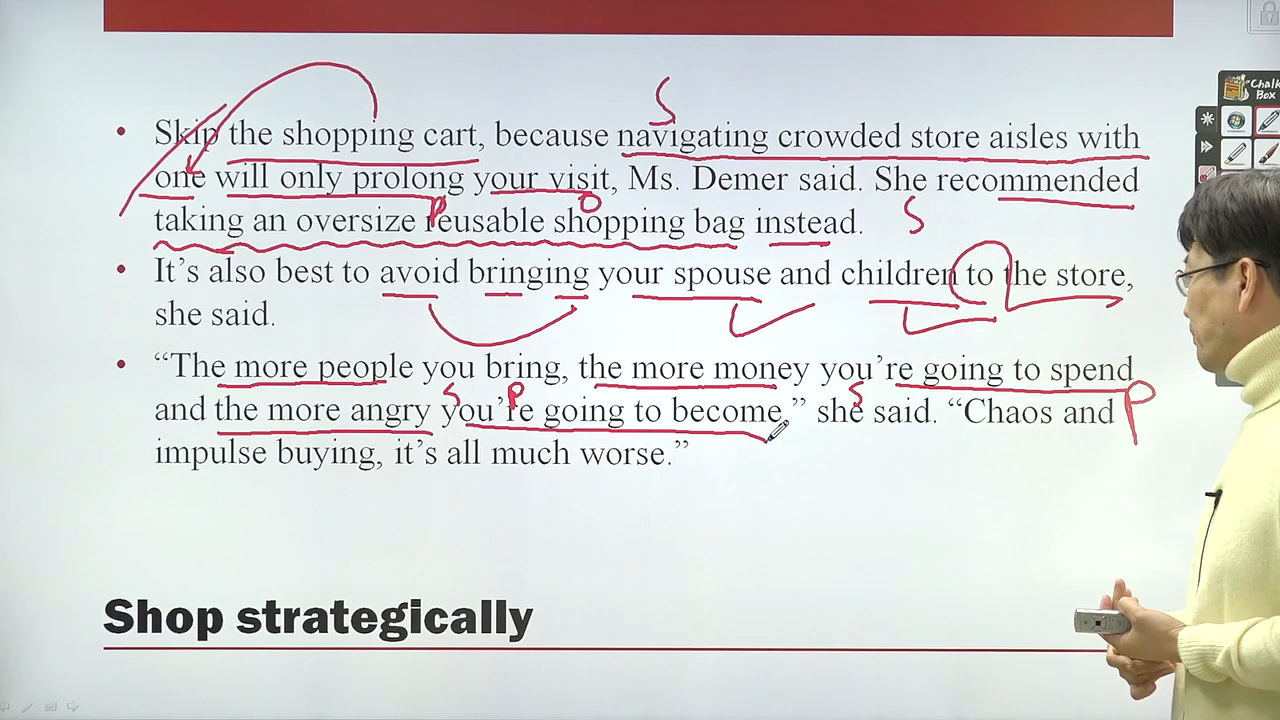 Chalk
Box
S
• Skip the shopping cart, because navigating crowded store aisles with
one will only prolong your visit, Ms. Demer said. She recommended
P O S
taking an oversize reusable shopping bag instead.
• It's also best to avoid bringing your spouse and children to the store,
she said.
• “The more people you bring, the more money you're going to spend
S P S P
and the more angry you're going to become,” she said. “Chaos and
impulse buying, it's all much worse.”
Shop strategically